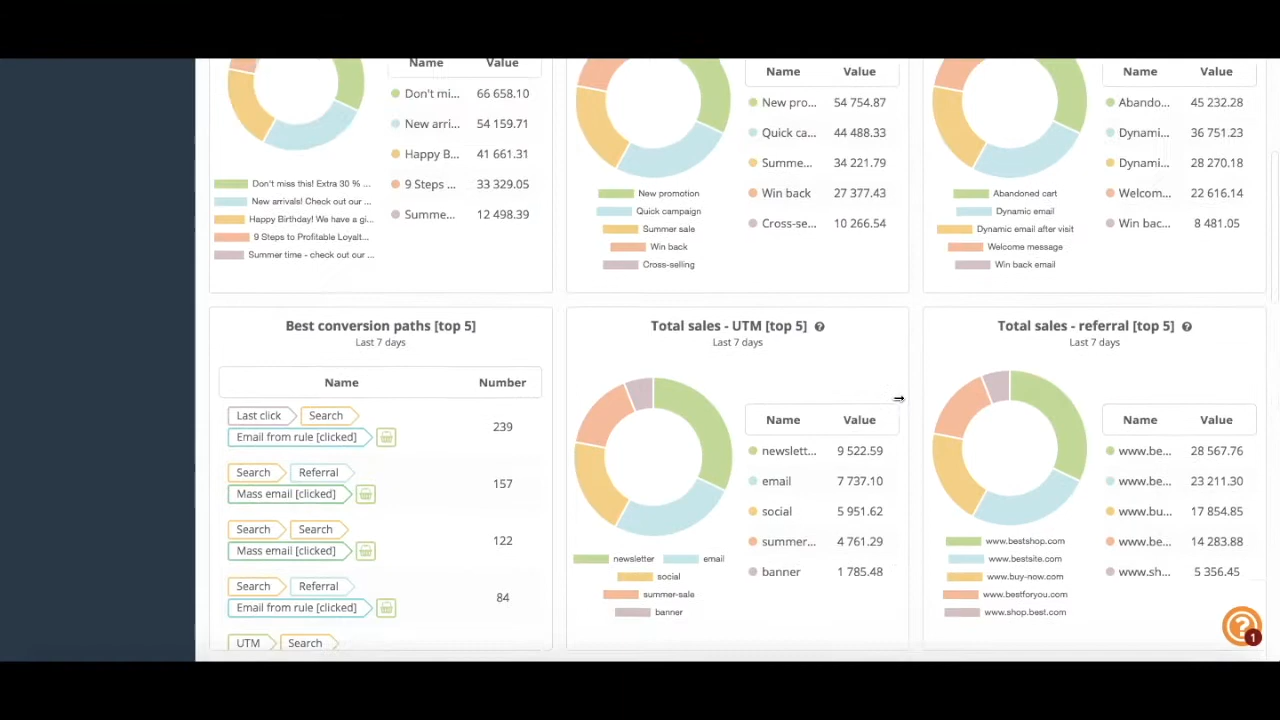 Name Value
Don't mi... 66 658.10
New arri... 54 159.71
Happy B... 41 661.31
9 Steps ... 33 329.05
Summe... 12 498.39
Don't miss this! Extra 30 % ...
New arrivals! Check out our ...
Happy Birthday! We have a gi...
9 Steps to Profitable Loyalt...
Summer time - check out our ...
Name Value
New pro... 54 754.87
Quick ca... 44 488.33
Summe... 34 221.79
Win back 27 377.43
Cross-se... 10 266.54
New promotion
Quick campaign
Summer sale
Win back
Cross-selling
Name Value
Abando... 45 232.28
Dynami... 36 751.23
Dynami... 28 270.18
Welcom... 22 616.14
Win bac... 8 481.05
Abandoned cart
Dynamic email
Dynamic email after visit
Welcome message
Win back email
Best conversion paths [top 5]
Last 7 days
Name Number
Last click Search
Email from rule [clicked] 239
Search Referral
Mass email [clicked] 157
Search Search
Mass email [clicked] 122
Search Referral
Email from rule [clicked] 84
UTM Search
Total sales - UTM [top 5] ?
Last 7 days
Name Value
newslett... 9 522.59
email 7 737.10
social 5 951.62
summer... 4 761.29
banner 1 785.48
newsletter email
social
summer-sale
banner
Total sales - referral [top 5] ?
Last 7 days
Name Value
www.be... 28 567.76
www.be... 23 211.30
www.bu... 17 854.85
www.be... 14 283.88
www.sh... 5 356.45
www.bestshop.com
www.bestsite.com
www.buy-now.com
www.bestforyou.com
www.shop.best.com
?
1